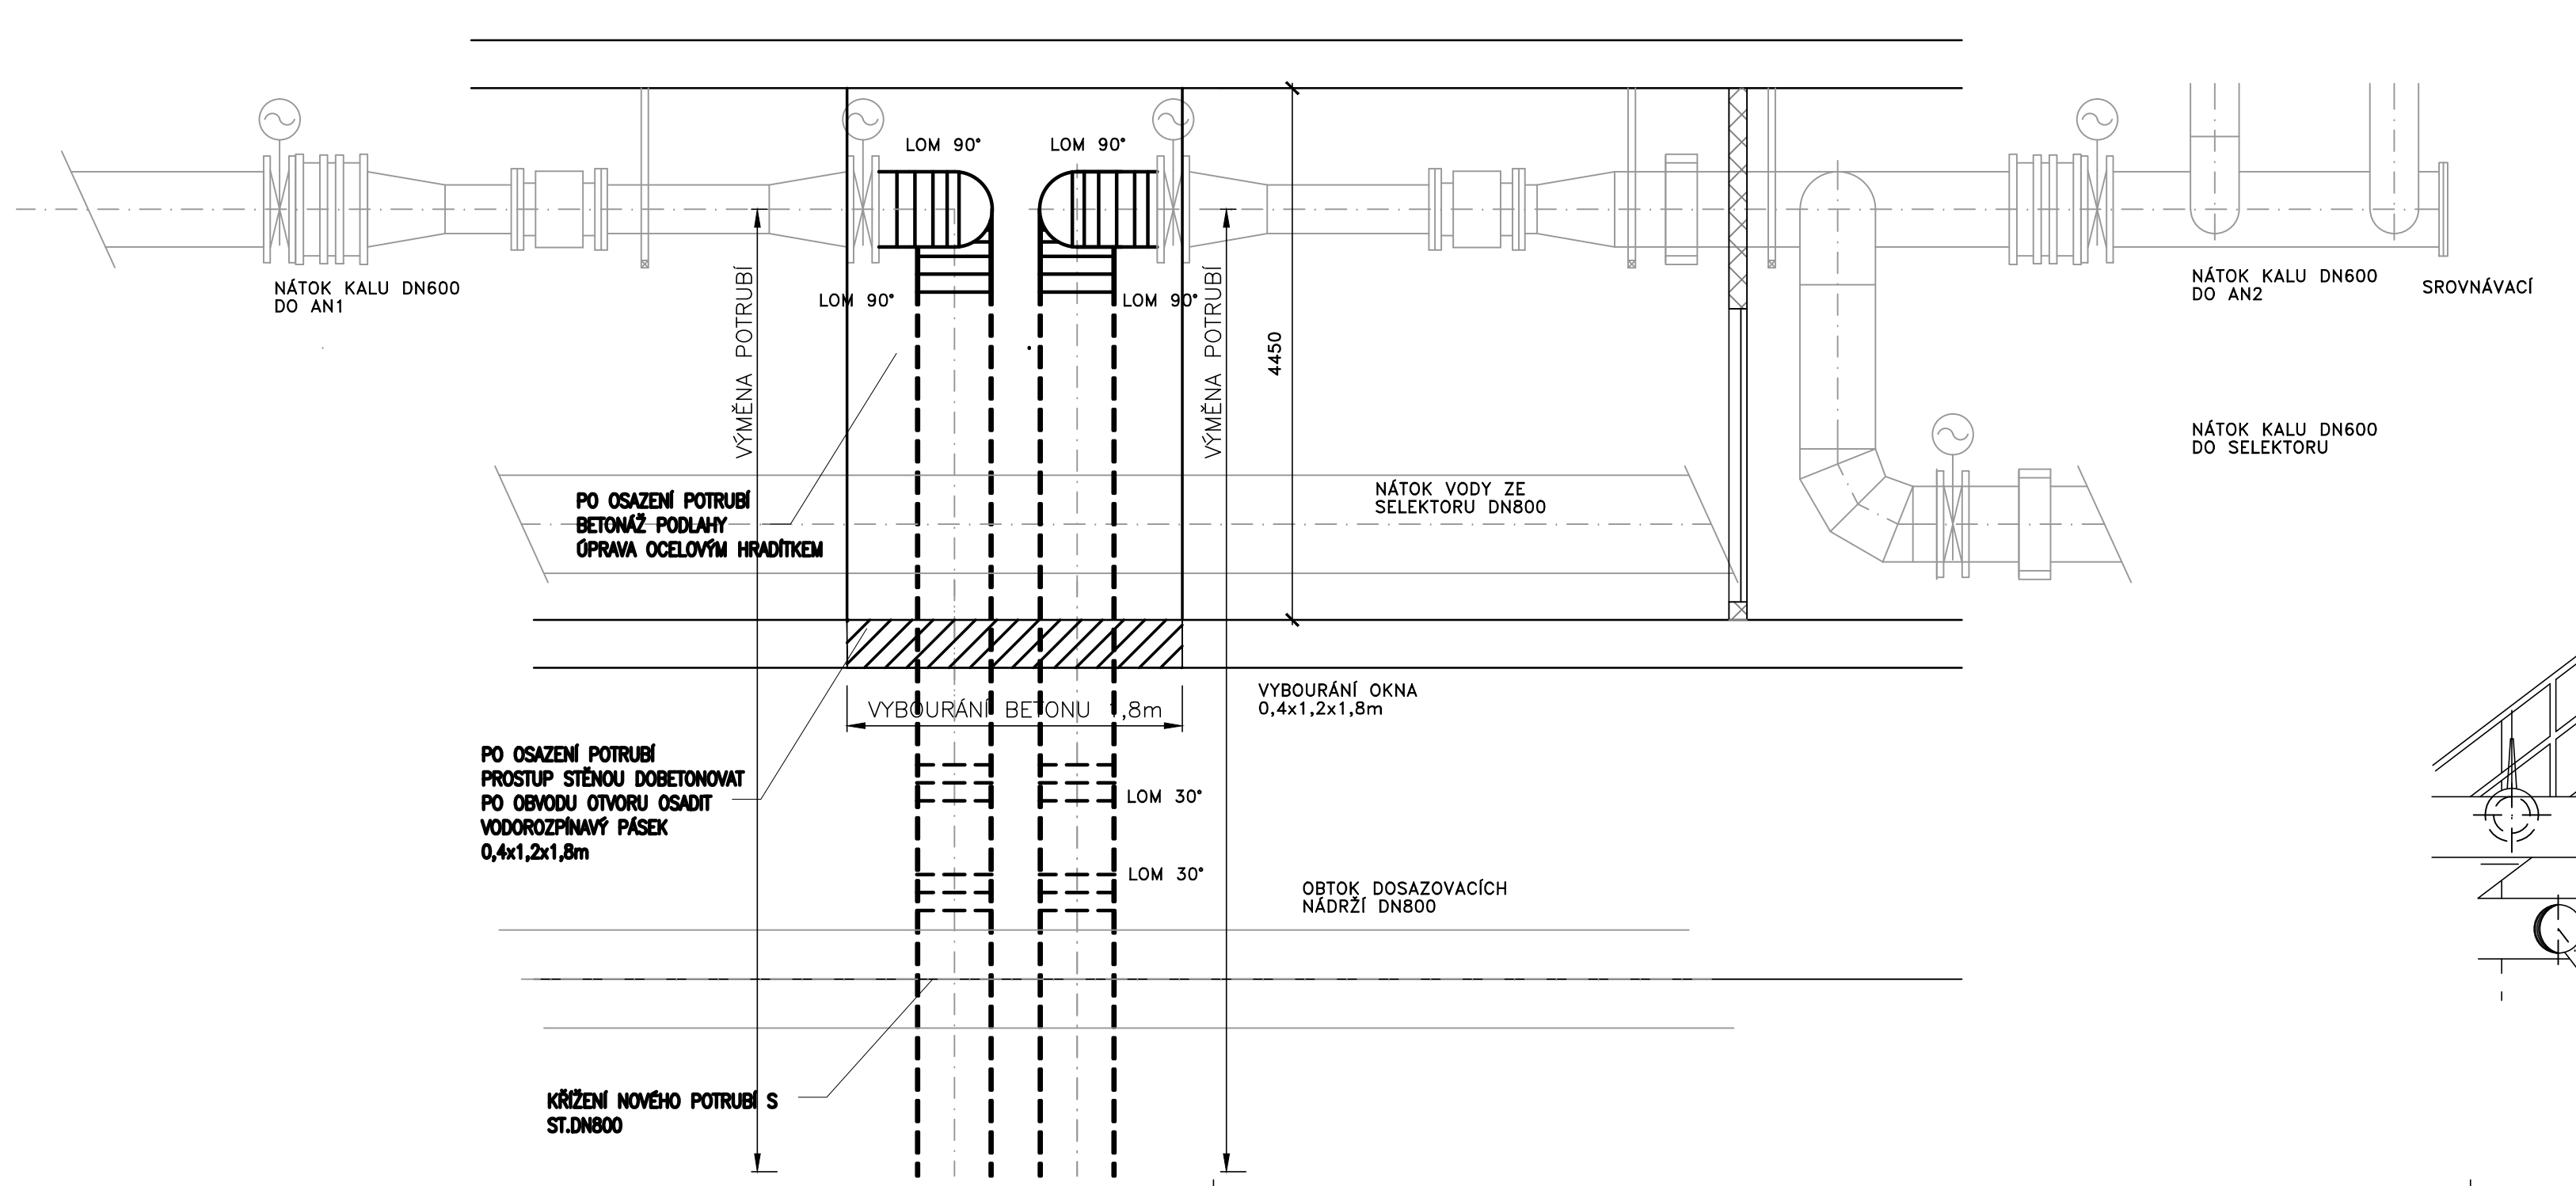 LOM 90°
LOM 90°
NÁTOK KALU DN600
DO AN1
LOM 90°
LOM 90°
VÝMĚNA POTRUBÍ
VÝMĚNA POTRUBÍ
4450
NÁTOK KALU DN600
DO AN2
SROVNÁVACÍ
NÁTOK KALU DN600
DO SELEKTORU
NÁTOK VODY ZE
SELEKTORU DN800
PO OSAZENÍ POTRUBÍ
BETONÁŽ PODLAHY
ÚPRAVA OCELOVÝM HRADÍTKEM
VYBOURÁNÍ BETONU 1,8m
VYBOURÁNÍ OKNA
0,4x1,2x1,8m
PO OSAZENÍ POTRUBÍ
PROSTUP STĚNOU DOBETONOVAT
PO OBVODU OTVORU OSADIT
VODOROZPÍNAVÝ PÁSEK
0,4x1,2x1,8m
LOM 30°
LOM 30°
OBTOK DOSAZOVACÍCH
NÁDRŽÍ DN800
KŘÍŽENÍ NOVÉHO POTRUBÍ S
ST.DN800